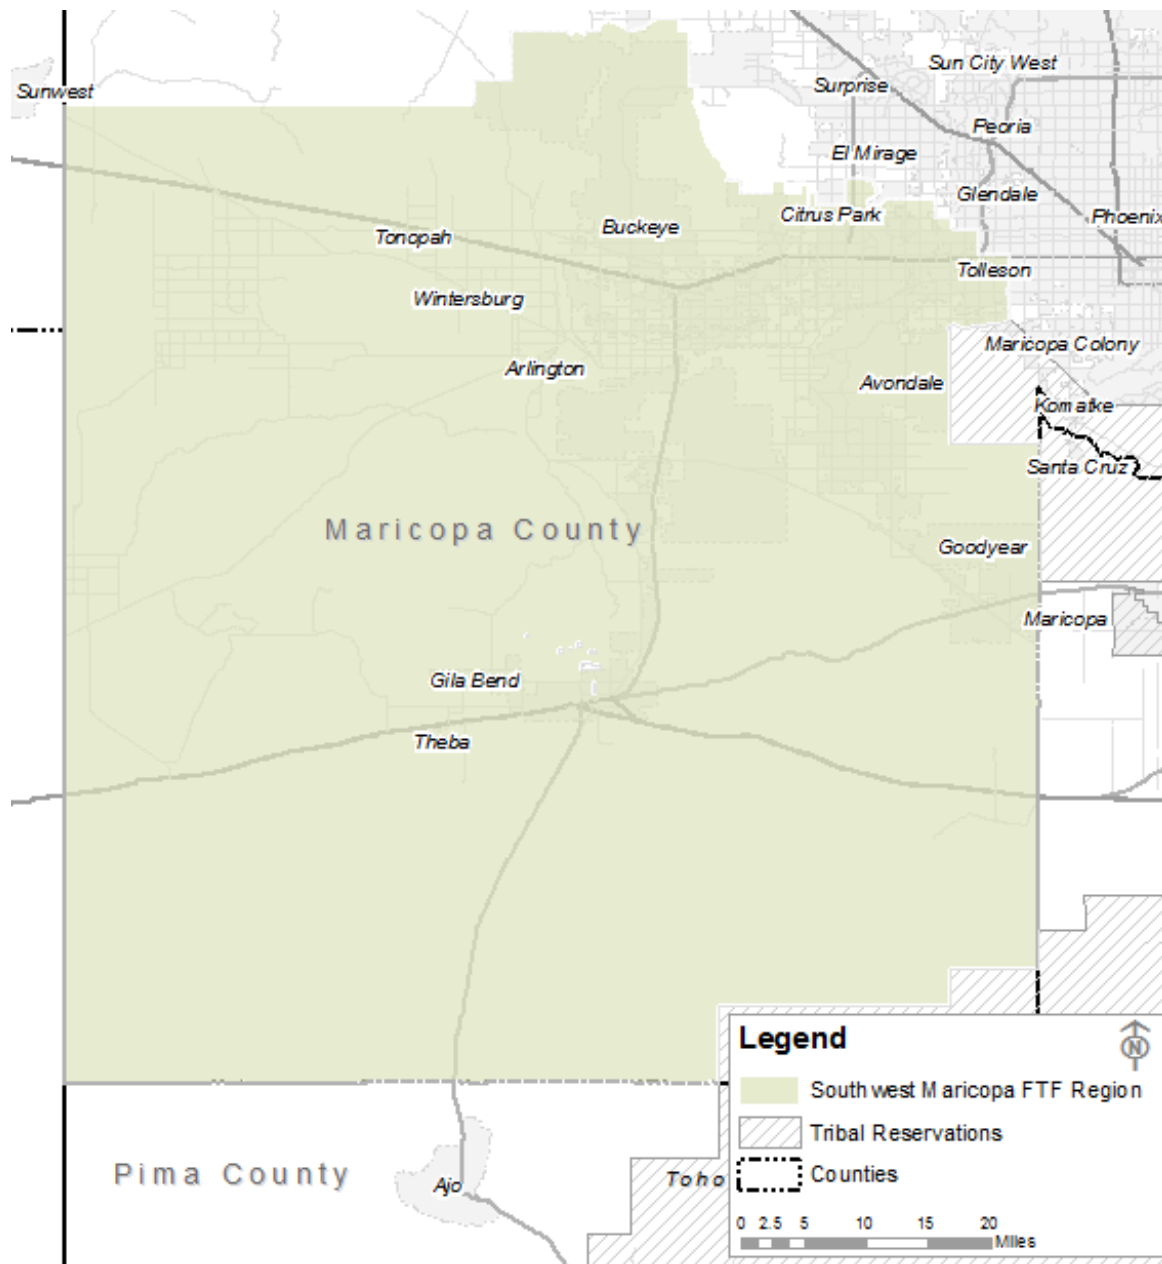 Sun City West
Sunwest
Surprise
Peoria
El Mirage
Glendale
Citrus Park
Phoenix
Buckeye
Tonopah
Tolleson
Wintersburg
Maricopa Colony
Arlington
Avondale
Komatke
Santa Cruz
Maricopa County
Goodyear
Maricopa
Gila Bend
Theba
Legend
N
Southwest Maricopa FTF Region
Tribal Reservations
Counties
Pima County
Ajo
Toho
0 2.5 5 10 15 20
Miles